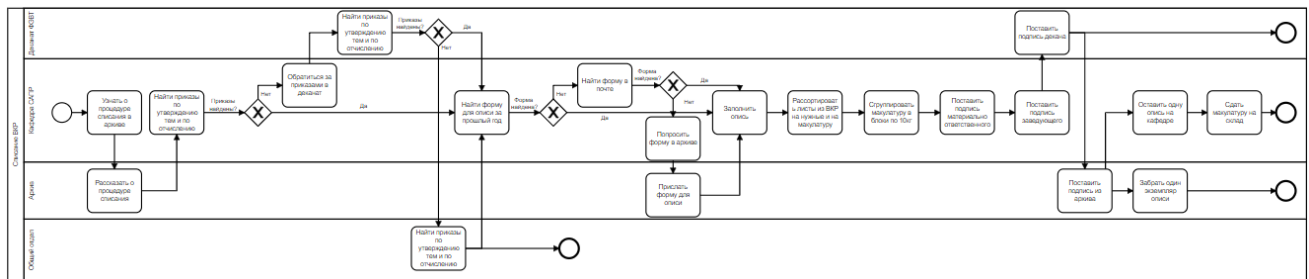 Списание ВКР
Деканат ФОВТ
Найти приказы
по
утверждению
тем и по
отчислению
Приказы
найдены?
Да
Нет
Поставить
подпись декана
Кафедра САПР
Узнать о
процедуре
списания в
архиве
Найти приказы
по
утверждению
тем и по
отчислению
Приказы
найдены?
Нет
Да
Обратиться за
приказами в
деканат
Найти форму
для описи за
прошлый год
Форма
найдена?
Нет
Да
Найти форму в
почте
Форма
найдена?
Да
Нет
Попросить
форму в архиве
Заполнить
опись
Рассортировать
листы из ВКР
на нужные и на
макулатуру
Сгруппировать
макулатуру в
блоки по 10кг
Поставить
подпись
материально
ответственного
Поставить
подпись
заведующего
Оставить одну
опись на
кафедре
Сдать
макулатуру на
склад
Архив
Рассказать о
процедуре
списания
Прислать
форму для
описи
Поставить
подпись из
архива
Забрать один
экземпляр
описи
Общий отдел
Найти приказы
по
утверждению
тем и по
отчислению